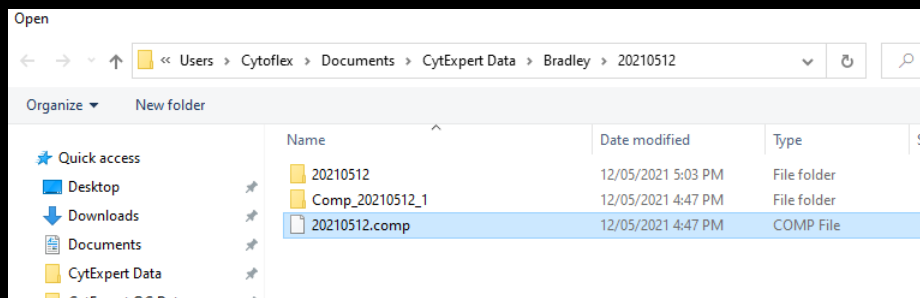 Open
« Users > Cytoflex > Documents > CytExpert Data > Bradley > 20210512
Organize New folder
Name Date modified Type
Quick access
20210512 12/05/2021 5:03 PM File folder
Desktop
Comp_20210512_1 12/05/2021 4:47 PM File folder
Downloads
20210512.comp 12/05/2021 4:47 PM COMP File
Documents
CytExpert Data